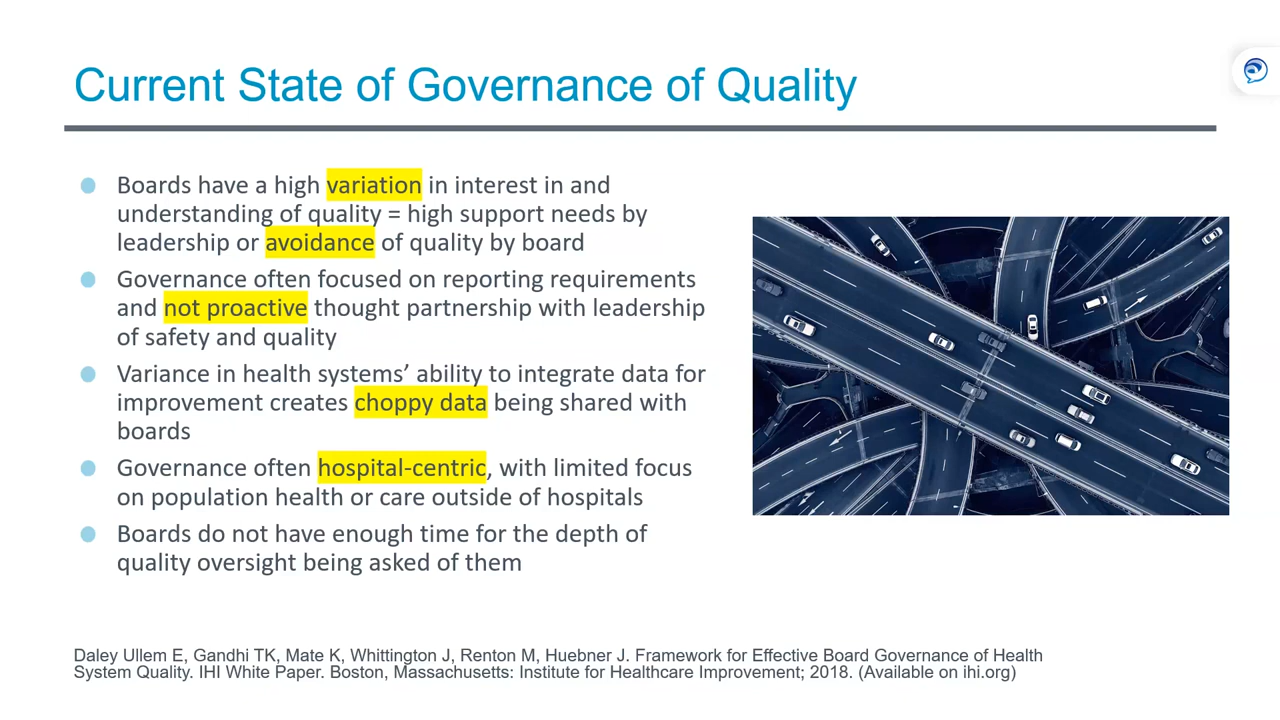 Current State of Governance of Quality
Boards have a high variation in interest in and
understanding of quality = high support needs by
leadership or avoidance of quality by board
Governance often focused on reporting requirements
and not proactive thought partnership with leadership
of safety and quality
Variance in health systems’ ability to integrate data for
improvement creates choppy data being shared with
boards
Governance often hospital-centric, with limited focus
on population health or care outside of hospitals
Boards do not have enough time for the depth of
quality oversight being asked of them
Daley Ullem E, Gandhi TK, Mate K, Whittington J, Renton M, Huebner J. Framework for Effective Board Governance of Health
System Quality. IHI White Paper. Boston, Massachusetts: Institute for Healthcare Improvement; 2018. (Available on ihi.org)